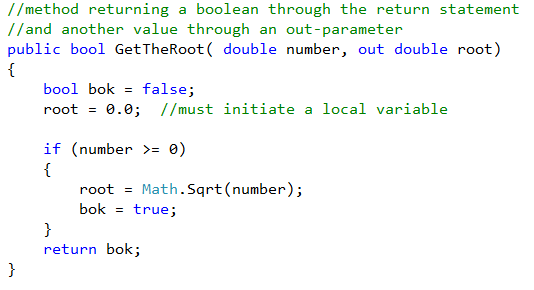 //method returning a boolean through the return statement
//and another value through an out-parameter
public bool GetTheRoot( double number, out double root)
{
    bool bok = false;
    root = 0.0;  //must initiate a local variable

    if (number >= 0)
    {
        root = Math.Sqrt(number);
        bok = true;
    }
    return bok;
}